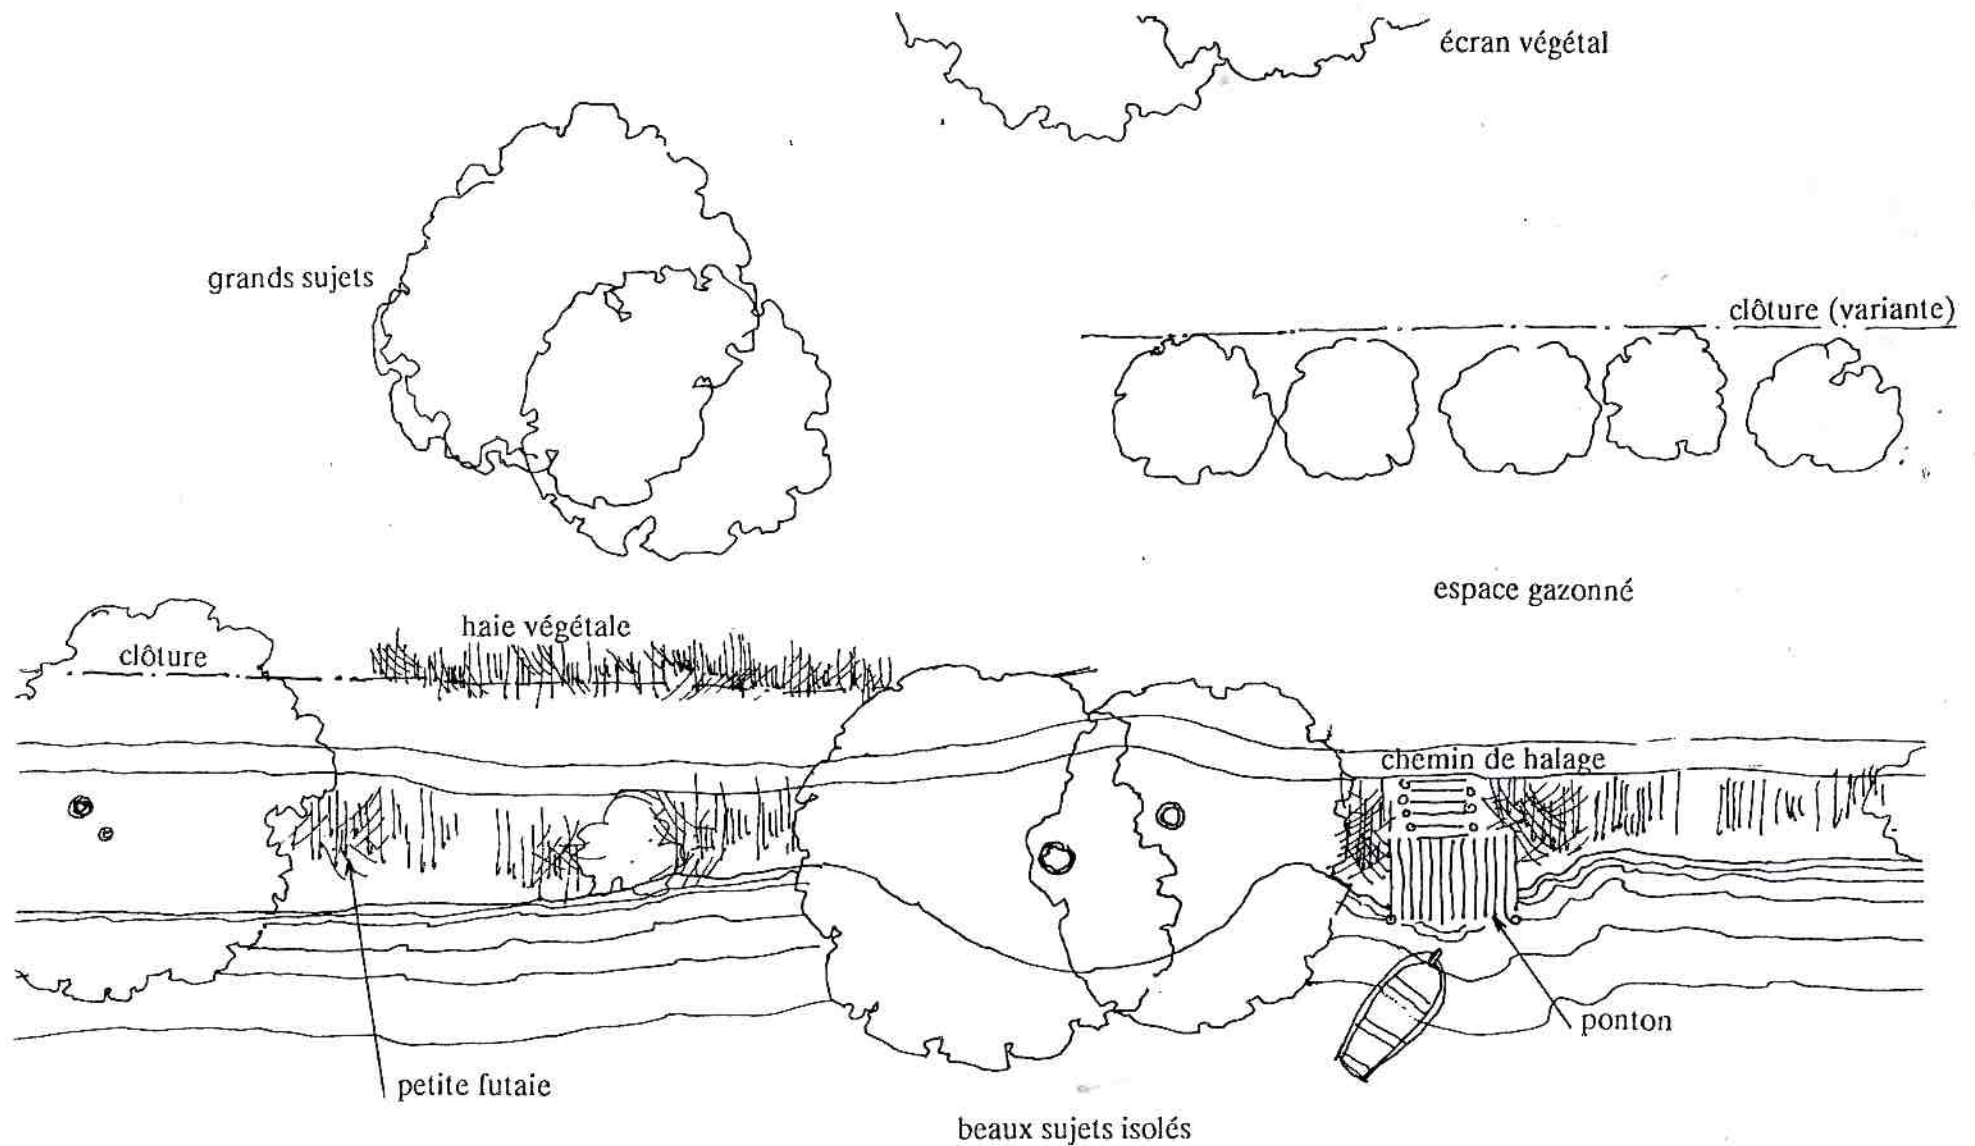 écran végétal
grands sujets
clôture (variante)
espace gazonné
haie végétale
clôture
chemin de halage
ponton
petite futaie
beaux sujets isolés